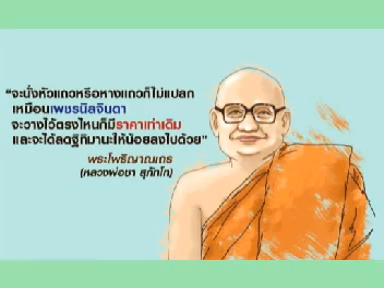 "จะนั่งหัวแถวหรือหางแถวก็ไม่แปลก
เหมือนเพชรนิลจินดา
จะวางไว้ตรงไหนก็มีราคาเท่าเดิม
และจะได้ลดฐิทิมานะให้น้อยลงไปด้วย"
พระโพธิญาณเถร
(หลวงพ่อชา สุภัทโท)